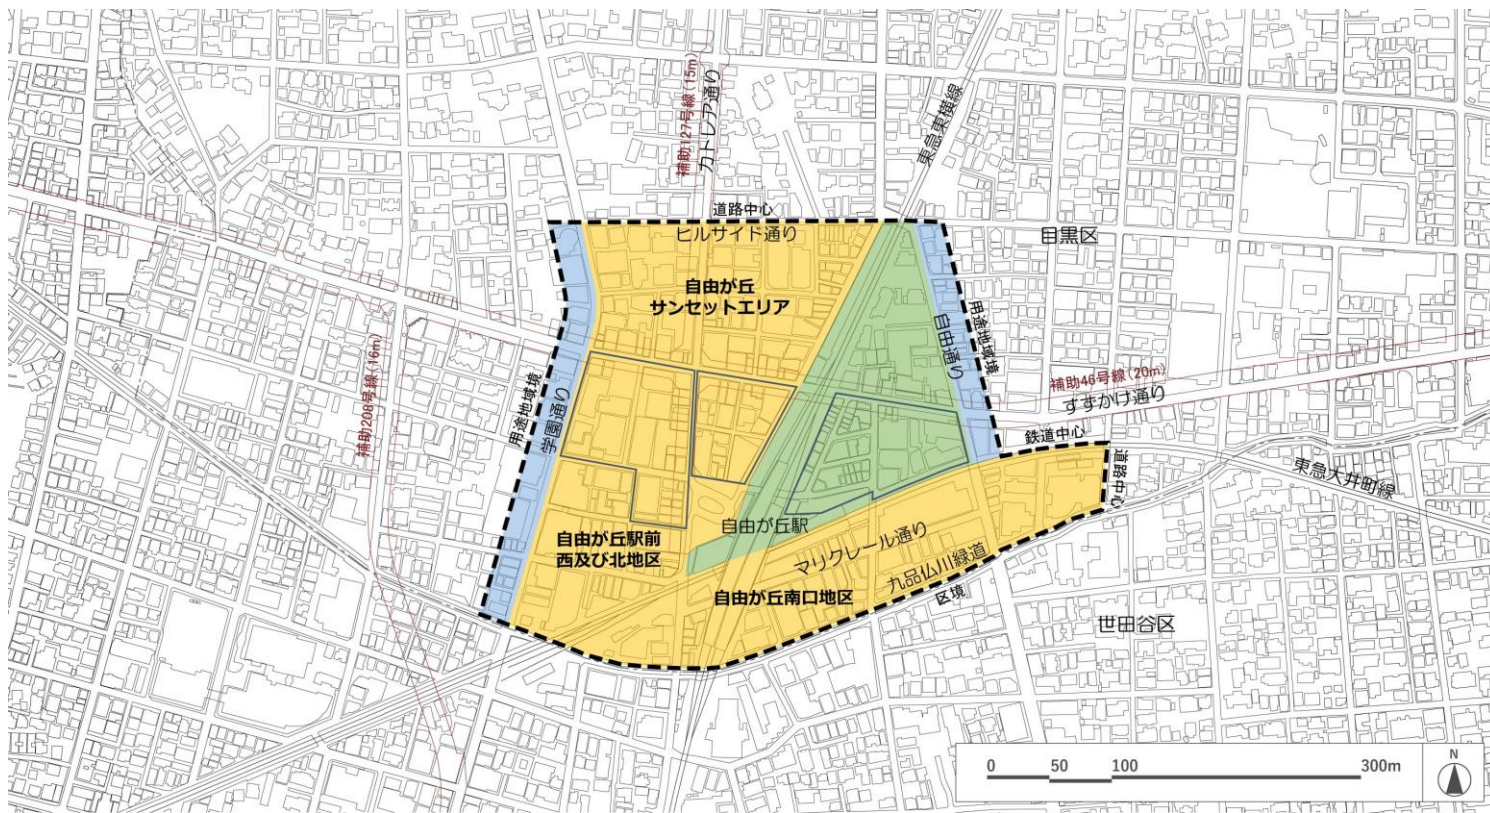 補助127号線（15m）
カトレア通り
東急東横線
道路中心
ヒルサイド通り
目黒区
自由が丘
サンセットエリア
用途地域境
自由通り
補助46号線（20m）
すずかけ通り
補助208号線（16m）
用途地域境
学園通り
鉄道中心
道路中心
東急大井町線
自由が丘駅
自由が丘駅前
西及び北地区
マリクレール通り
九品仏川緑道
自由が丘南口地区
区境
世田谷区
0 50 100 300m
N